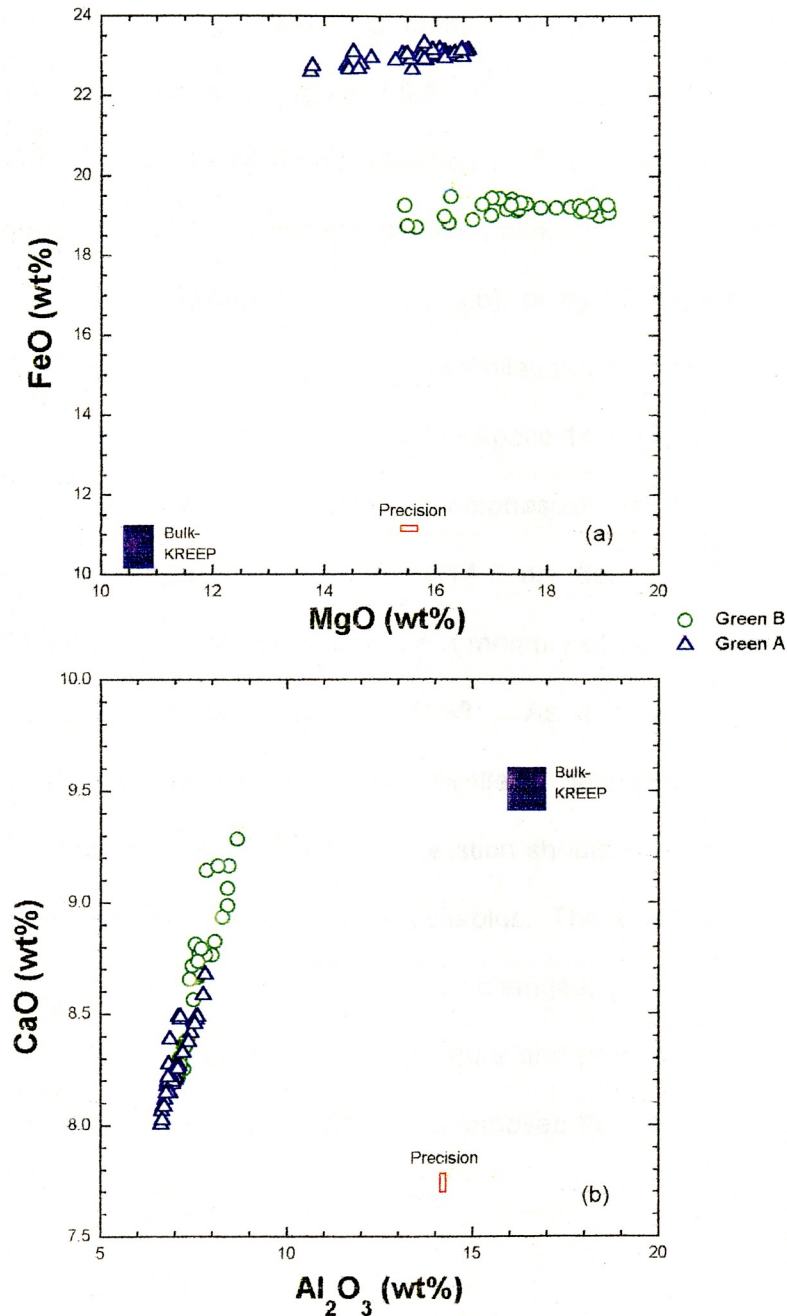 24
22
20
18
16
14
12
10
FeO (wt%)
Precision
Bulk-
KREEP
(a)
10 12 14 16 18 20
MgO (wt%)
Green B
Green A
10.0
9.5
9.0
8.5
8.0
7.5
CaO (wt%)
Bulk-
KREEP
Precision
(b)
5 10 15 20
Al₂O₃ (wt%)